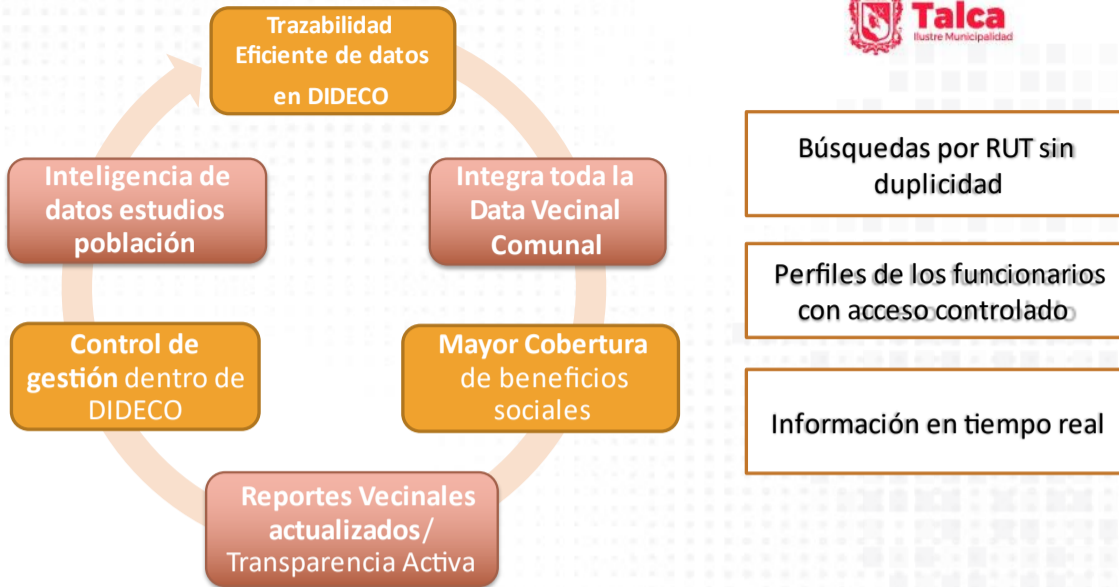 Trazabilidad
Eficiente de datos
en DIDECO
Integra toda la
Data Vecinal
Comunal
Mayor Cobertura
de beneficios
sociales
Reportes Vecinales
actualizados/
Transparencia Activa
Control de
gestión dentro de
DIDECO
Inteligencia de
datos estudios
población
Talca
Ilustre Municipalidad
Búsquedas por RUT sin
duplicidad
Perfiles de los funcionarios
con acceso controlado
Información en tiempo real